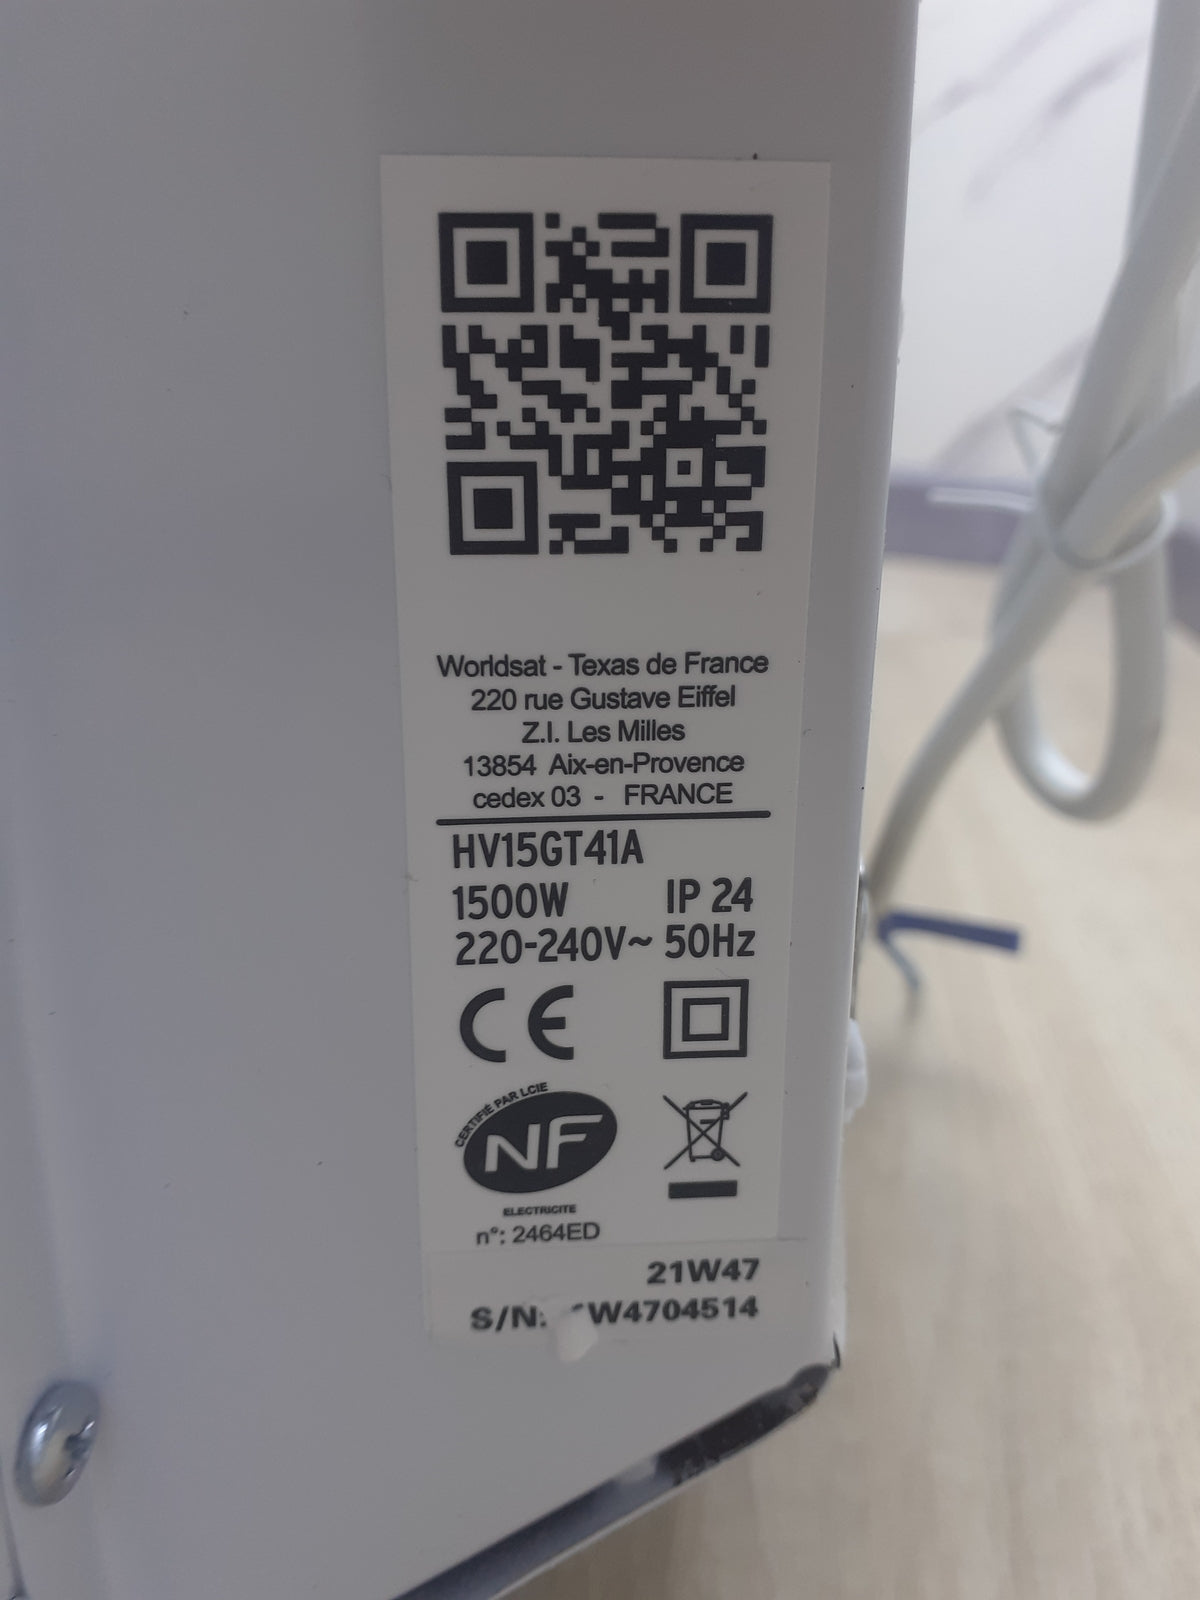 Worldsat - Texas de France
220 rue Gustave Eiffel
Z.I. Les Milles
13854 Aix-en-Provence
cedex 03 - FRANCE
HV15GT41A
1500W IP 24
220-240V~ 50Hz
CE
CERTIFIÉ PAR LCIE
NF
ELECTRICITE
n°: 2464ED
21W47
S/N: